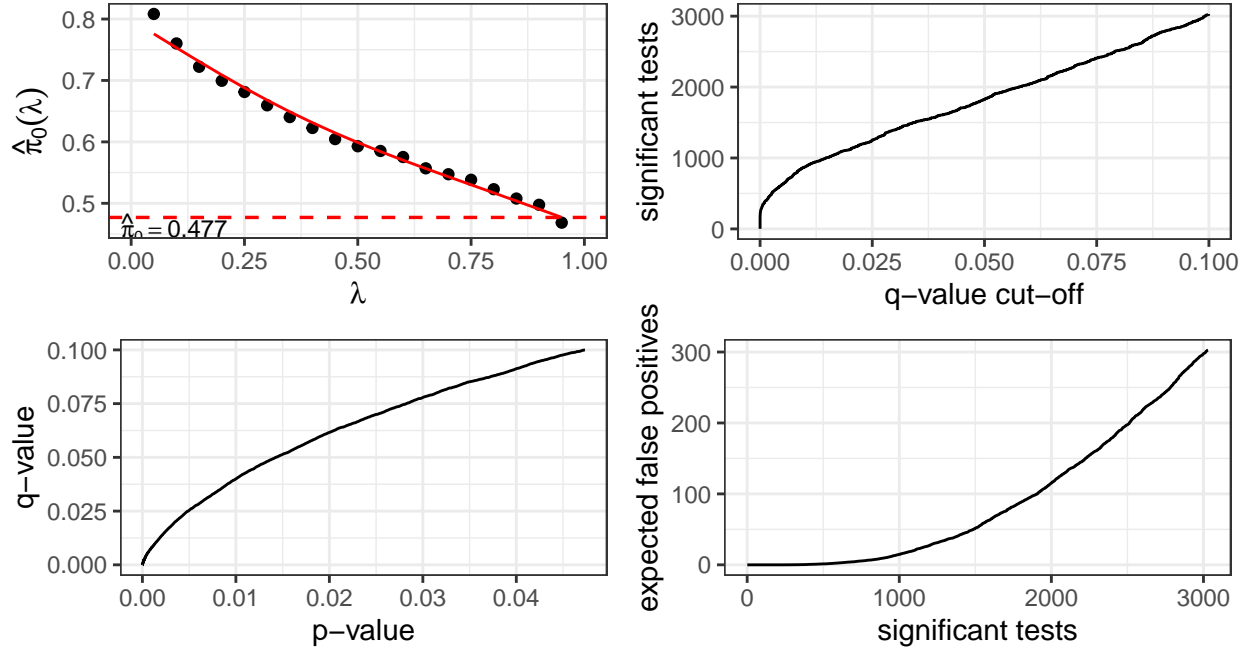 0.8
0.7
0.6
0.5
π̂₀(λ)
π̂₀ = 0.477
0.00 0.25 0.50 0.75 1.00
λ
3000
2000
1000
0
significant tests
0.000 0.025 0.050 0.075 0.100
q−value cut−off
0.100
0.075
0.050
0.025
0.000
q−value
0.00 0.01 0.02 0.03 0.04
p−value
300
200
100
0
expected false positives
0 1000 2000 3000
significant tests